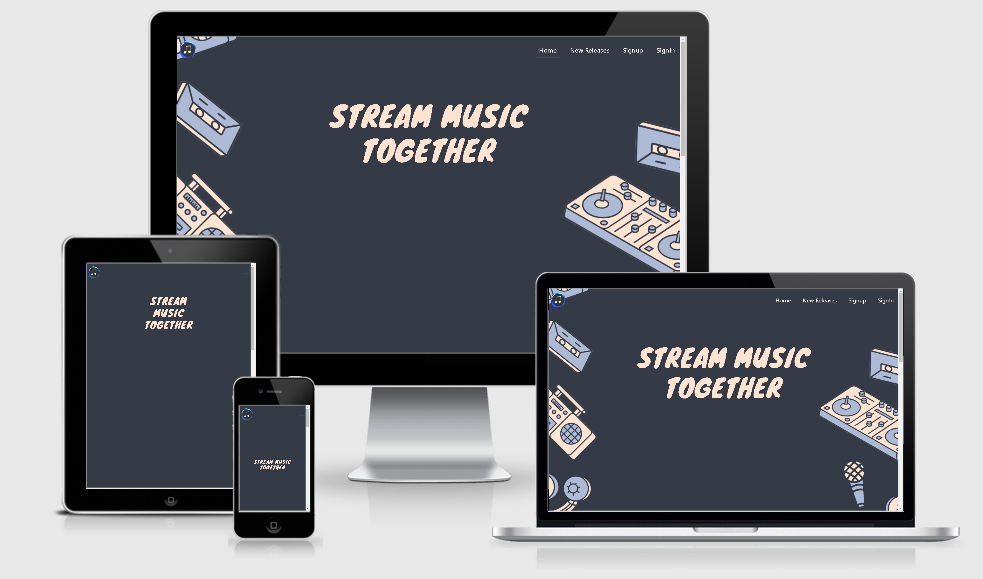 Home New Releases Signup SignIn
STREAM MUSIC
TOGETHER
STREAM
MUSIC
TOGETHER
STREAM MUSIC
TOGETHER
Home New Releases Signup SignIn
STREAM MUSIC
TOGETHER